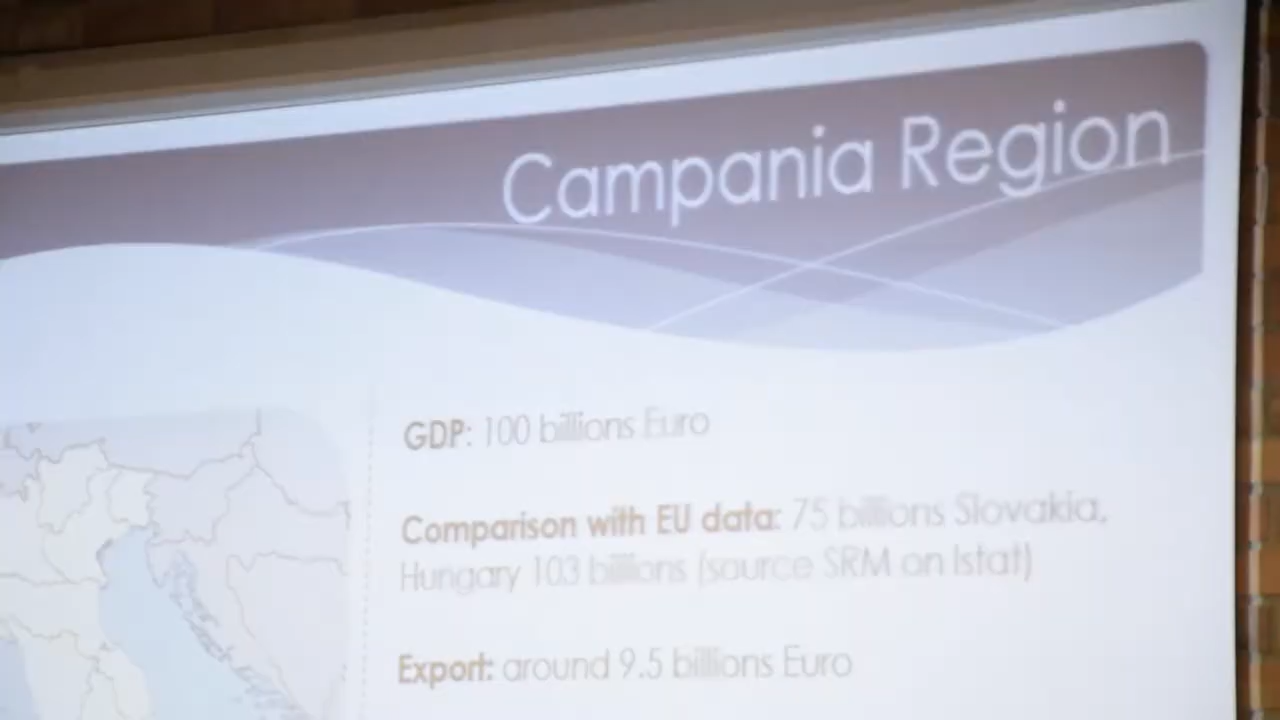 Campania Region
GDP: 100 billions Euro
Comparison with EU data: 75 billions Slovakia,
Hungary 103 billions (source SRM on Istat)
Export: around 9.5 billions Euro